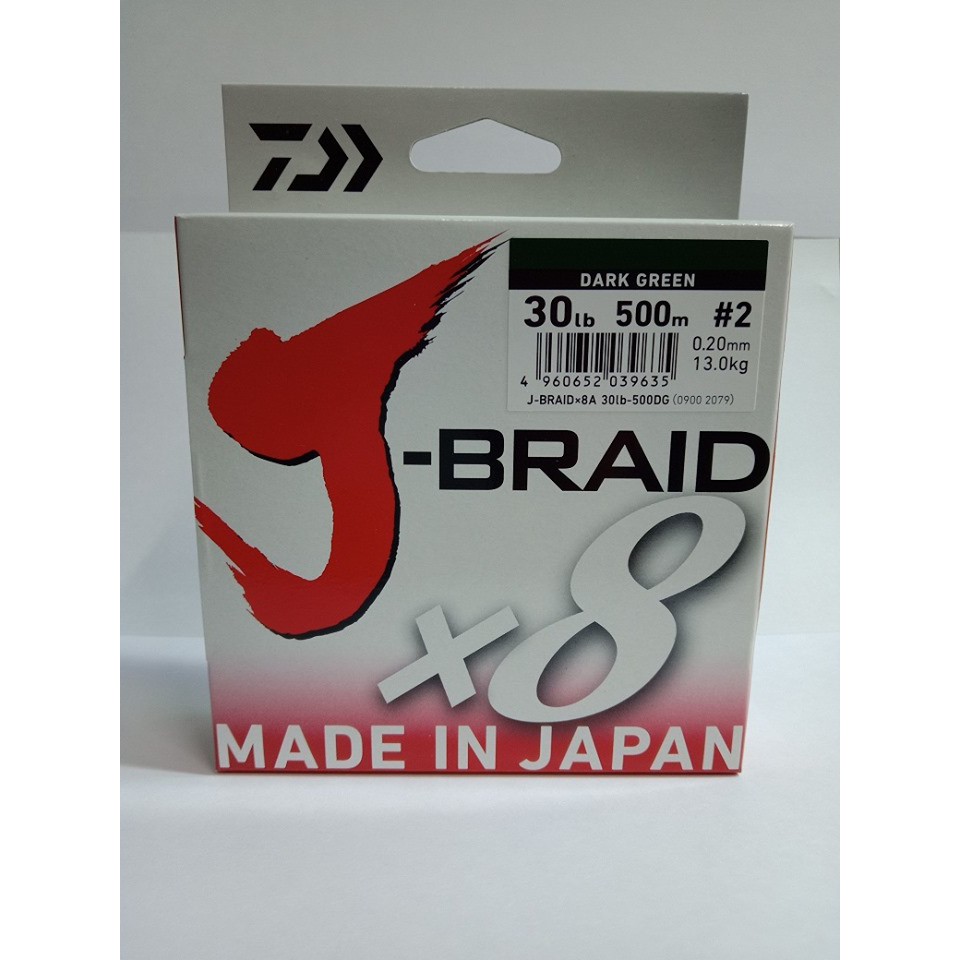 DARK GREEN
30lb 500m #2
0.20mm
13.0kg
4 960652 039635
J-BRAID×8A 30lb-500DG (0900 2079)
J-BRAID
×8
MADE IN JAPAN